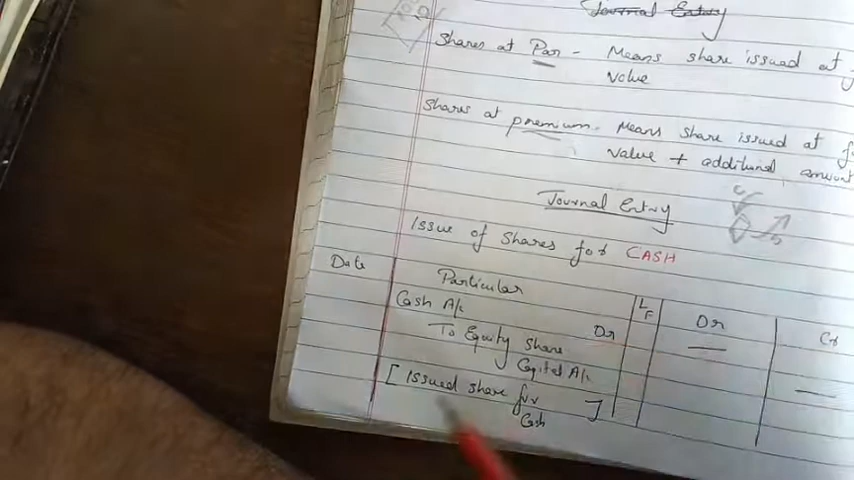 Journal Entry
Shares at Par - Means share issued at
value
Shares at premium - Means share issued at
value + additional amount
Journal Entry
Issue of shares for CASH
Date Particular LF Dr Cr
Cash A/c Dr
To Equity share
Capital A/c
[Issued share for
Cash]